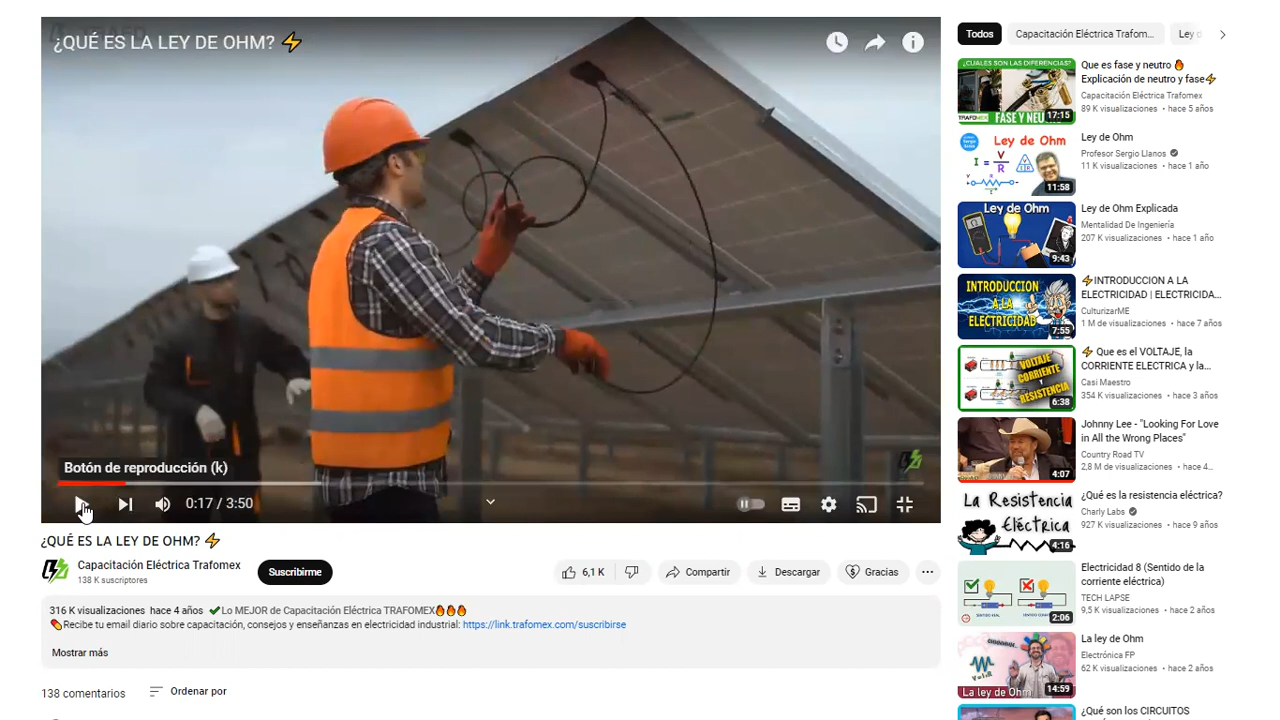 ¿QUÉ ES LA LEY DE OHM? ⚡
Botón de reproducción (k)
0:17 / 3:50
¿QUÉ ES LA LEY DE OHM? ⚡
Capacitación Eléctrica Trafomex
138 K suscriptores
Suscribirme
6,1 K
Compartir
Descargar
Gracias
316 K visualizaciones hace 4 años ✔Lo MEJOR de Capacitación Eléctrica TRAFOMEX🔥🔥🔥
Recibe tu email diario sobre capacitación, consejos y enseñanzas en electricidad industrial: https://link.trafomex.com/suscribirse
Mostrar más
138 comentarios
Ordenar por
Todos
Capacitación Eléctrica Trafom...
Ley d
¿CUALES SON LAS DIFERENCIAS?
TRAFOMEX
FASE Y NEUTRO
17:15
Que es fase y neutro🔥
Explicación de neutro y fase⚡
Capacitación Eléctrica Trafomex
89 K visualizaciones • hace 5 años
Ley de Ohm
I = V
R
11:58
Ley de Ohm
Profesor Sergio Llanos
11 K visualizaciones • hace 1 año
Ley de Ohm
9:43
Ley de Ohm Explicada
Mentalidad De Ingeniería
207 K visualizaciones • hace 1 año
INTRODUCCION
A LA
ELECTRICIDAD
7:55
⚡INTRODUCCION A LA
ELECTRICIDAD | ELECTRICIDA...
CulturizarME
1 M de visualizaciones • hace 7 años
VOLTAJE,
CORRIENTE
Y
RESISTENCIA
6:38
⚡ Que es el VOLTAJE, la
CORRIENTE ELECTRICA y la...
Casi Maestro
354 K visualizaciones • hace 3 años
4:07
Johnny Lee - "Looking For Love
in All the Wrong Places"
Country Road TV
2,8 M de visualizaciones • hace 4...
La Resistencia
Eléctrica
4:16
¿Qué es la resistencia eléctrica?
Charly Labs
927 K visualizaciones • hace 9 años
2:06
Electricidad 8 (Sentido de la
corriente eléctrica)
TECH LAPSE
9,5 K visualizaciones • hace 2 años
La ley de Ohm
14:59
La ley de Ohm
Electrónica FP
62 K visualizaciones • hace 2 años
¿Qué son los CIRCUITOS